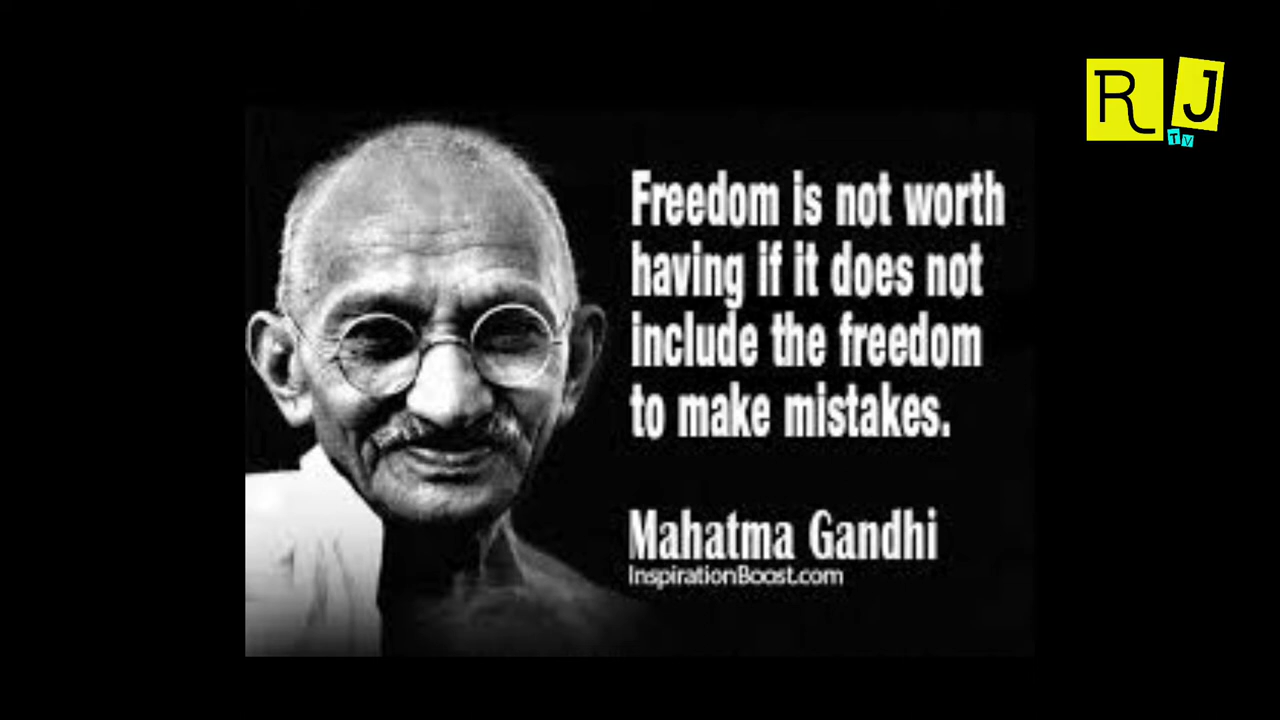 R J
TV
Freedom is not worth
having if it does not
include the freedom
to make mistakes.
Mahatma Gandhi
InspirationBoost.com